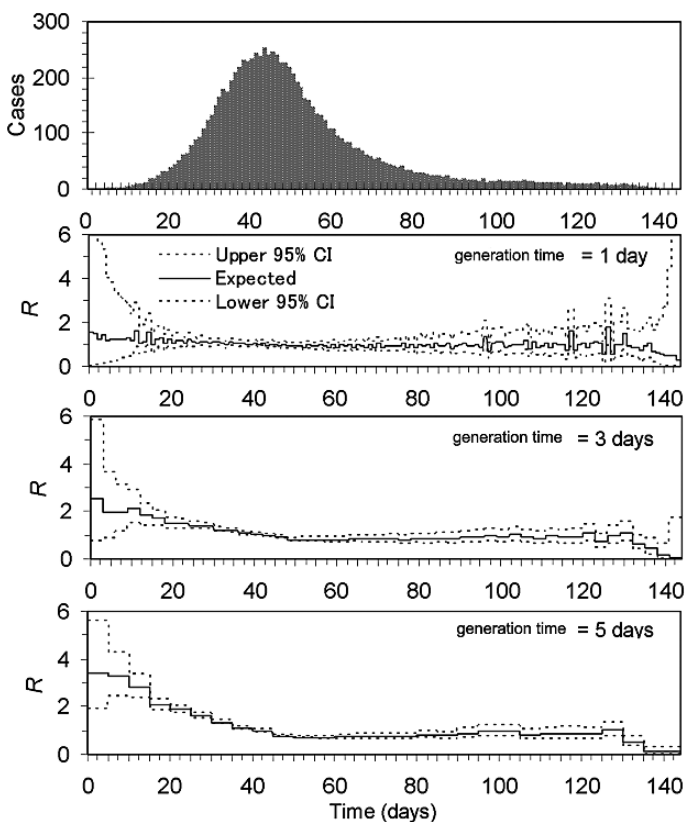 300
200
100
0
Cases
0 20 40 60 80 100 120 140
6
4
2
0
R
Upper 95% CI
Expected
Lower 95% CI
generation time = 1 day
0 20 40 60 80 100 120 140
6
4
2
0
R
generation time = 3 days
0 20 40 60 80 100 120 140
6
4
2
0
R
generation time = 5 days
0 20 40 60 80 100 120 140
Time (days)